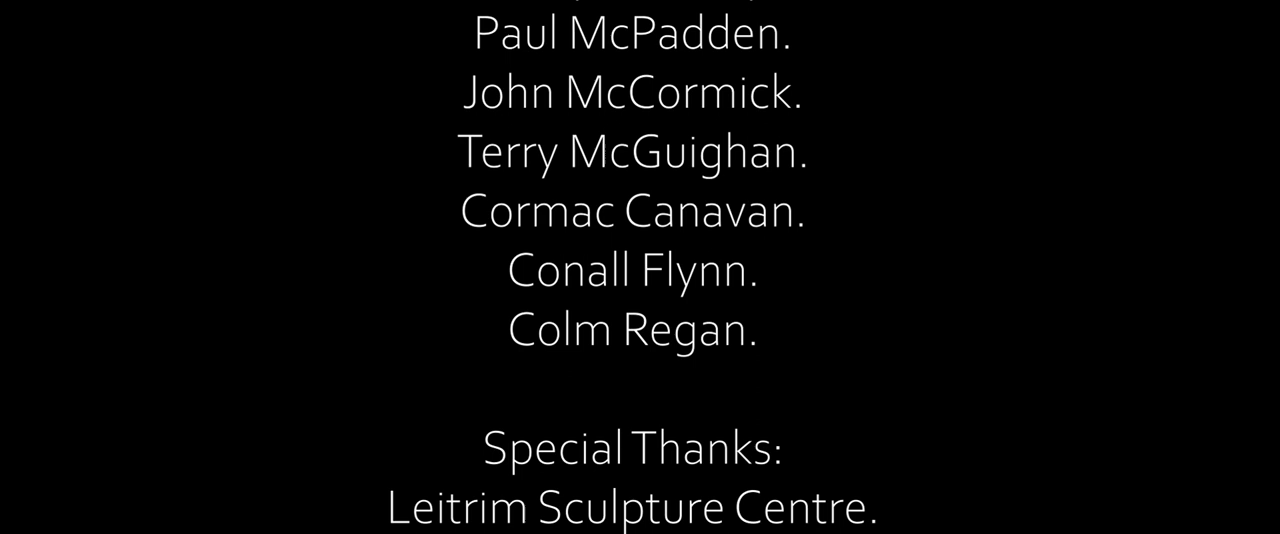 Paul McPadden.
John McCormick.
Terry McGuighan.
Cormac Canavan.
Conall Flynn.
Colm Regan.
Special Thanks:
Leitrim Sculpture Centre.